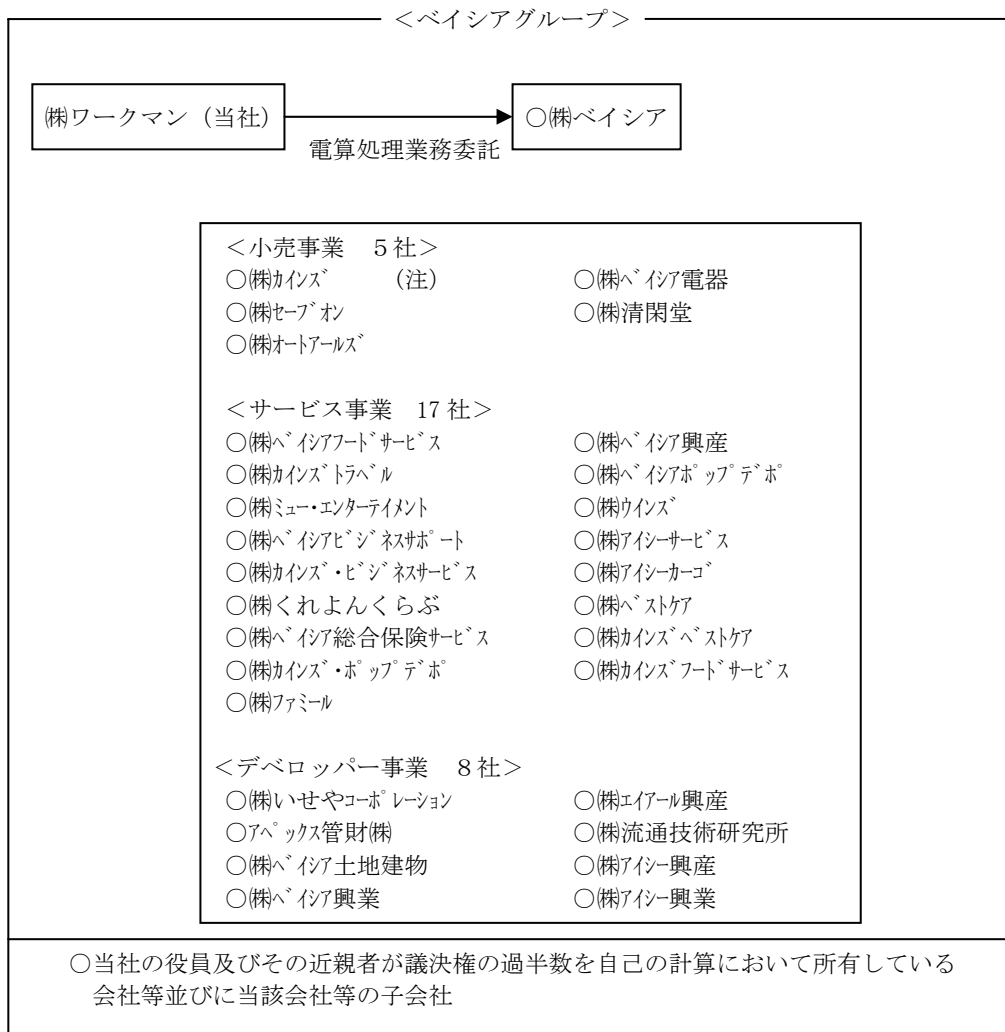 ＜ベイシアグループ＞
㈱ワークマン（当社）
○㈱ベイシア
電算処理業務委託
＜小売事業　５社＞
○㈱ｶｲﾝｽﾞ　　（注）　○㈱ﾍﾞｲｼｱ電器
○㈱ｾｰﾌﾞｵﾝ　○㈱清閑堂
○㈱ｵｰﾄｱｰﾙｽﾞ
＜サービス事業　17社＞
○㈱ﾍﾞｲｼｱﾌｰﾄﾞｻｰﾋﾞｽ　○㈱ﾍﾞｲｼｱ興産
○㈱ｶｲﾝｽﾞﾄﾗﾍﾞﾙ　○㈱ﾍﾞｲｼｱﾎﾟｯﾌﾟﾃﾞﾎﾟ
○㈱ﾐｭｰ・ｴﾝﾀｰﾃｲﾒﾝﾄ　○㈱ｳｲﾝｽﾞ
○㈱ﾍﾞｲｼｱﾋﾞｼﾞﾈｽｻﾎﾟｰﾄ　○㈱ｱｲｼｰｻｰﾋﾞｽ
○㈱ｶｲﾝｽﾞ・ﾋﾞｼﾞﾈｽｻｰﾋﾞｽ　○㈱ｱｲｼｰｶｰｺﾞ
○㈱くれよんくらぶ　○㈱ﾍﾞｽﾄｹｱ
○㈱ﾍﾞｲｼｱ総合保険ｻｰﾋﾞｽ　○㈱ｶｲﾝｽﾞﾍﾞｽﾄｹｱ
○㈱ｶｲﾝｽﾞ・ﾎﾟｯﾌﾟﾃﾞﾎﾟ　○㈱ｶｲﾝｽﾞﾌｰﾄﾞｻｰﾋﾞｽ
○㈱ﾌｧﾐｰﾙ
＜デベロッパー事業　８社＞
○㈱いせやｺｰﾎﾟﾚｰｼｮﾝ　○㈱ｴｲｱｰﾙ興産
○ｱﾍﾟｯｸｽ管財㈱　○㈱流通技術研究所
○㈱ﾍﾞｲｼｱ土地建物　○㈱ｱｲｼｰ興産
○㈱ﾍﾞｲｼｱ興業　○㈱ｱｲｼｰ興業
○当社の役員及びその近親者が議決権の過半数を自己の計算において所有している
会社等並びに当該会社等の子会社